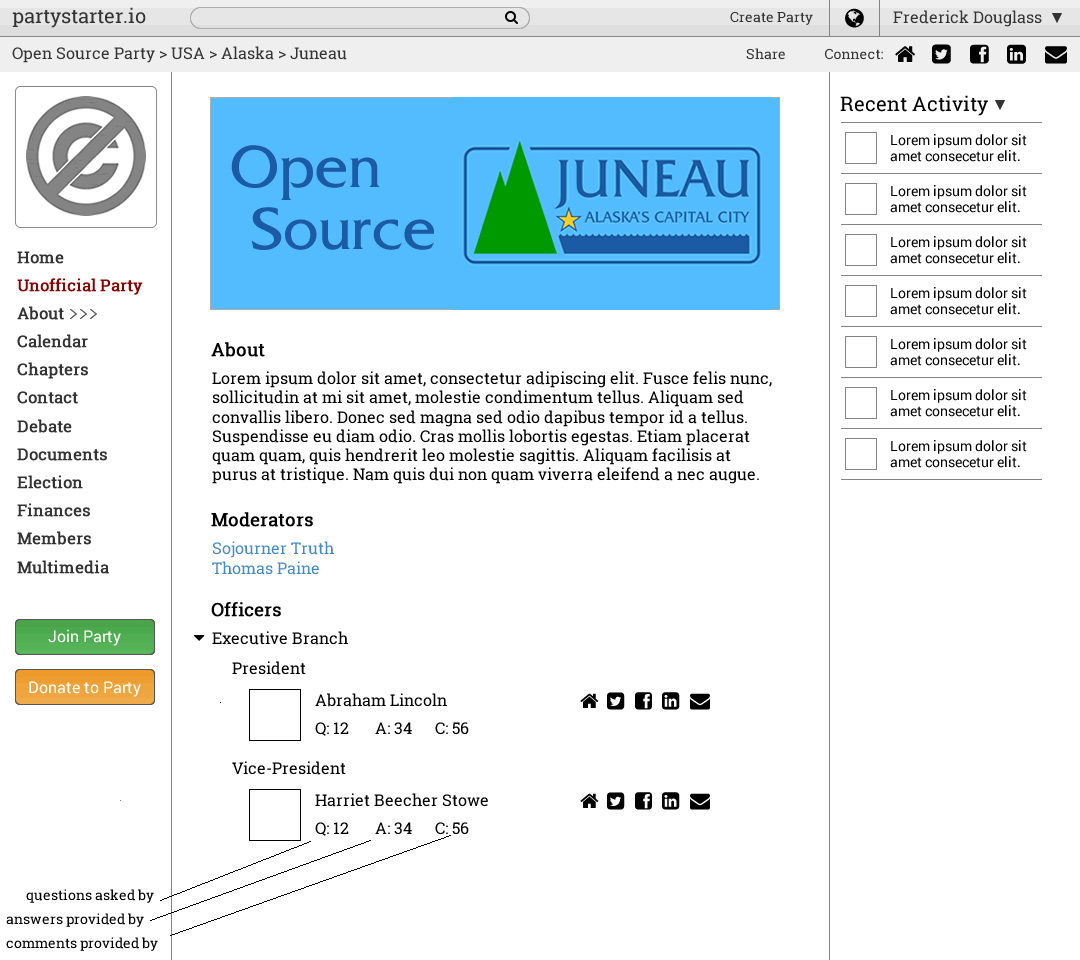 partystarter.io
Create Party
Frederick Douglass ▼
Open Source Party > USA > Alaska > Juneau
Share
Connect:
Home
Unofficial Party
About >>>
Calendar
Chapters
Contact
Debate
Documents
Election
Finances
Members
Multimedia
Join Party
Donate to Party
Open
Source
JUNEAU
ALASKA'S CAPITAL CITY
About
Lorem ipsum dolor sit amet, consectetur adipiscing elit. Fusce felis nunc,
sollicitudin at mi sit amet, molestie condimentum tellus. Aliquam sed
convallis libero. Donec sed magna sed odio dapibus tempor id a tellus.
Suspendisse eu diam odio. Cras mollis lobortis egestas. Etiam placerat
quam quam, quis hendrerit leo molestie sagittis. Aliquam facilisis at
purus at tristique. Nam quis dui non quam viverra eleifend a nec augue.
Moderators
Sojourner Truth
Thomas Paine
Officers
Executive Branch
President
Abraham Lincoln
Q: 12 A: 34 C: 56
Vice-President
Harriet Beecher Stowe
Q: 12 A: 34 C: 56
questions asked by
answers provided by
comments provided by
Recent Activity ▼
Lorem ipsum dolor sit
amet consecetur elit.
Lorem ipsum dolor sit
amet consecetur elit.
Lorem ipsum dolor sit
amet consecetur elit.
Lorem ipsum dolor sit
amet consecetur elit.
Lorem ipsum dolor sit
amet consecetur elit.
Lorem ipsum dolor sit
amet consecetur elit.
Lorem ipsum dolor sit
amet consecetur elit.